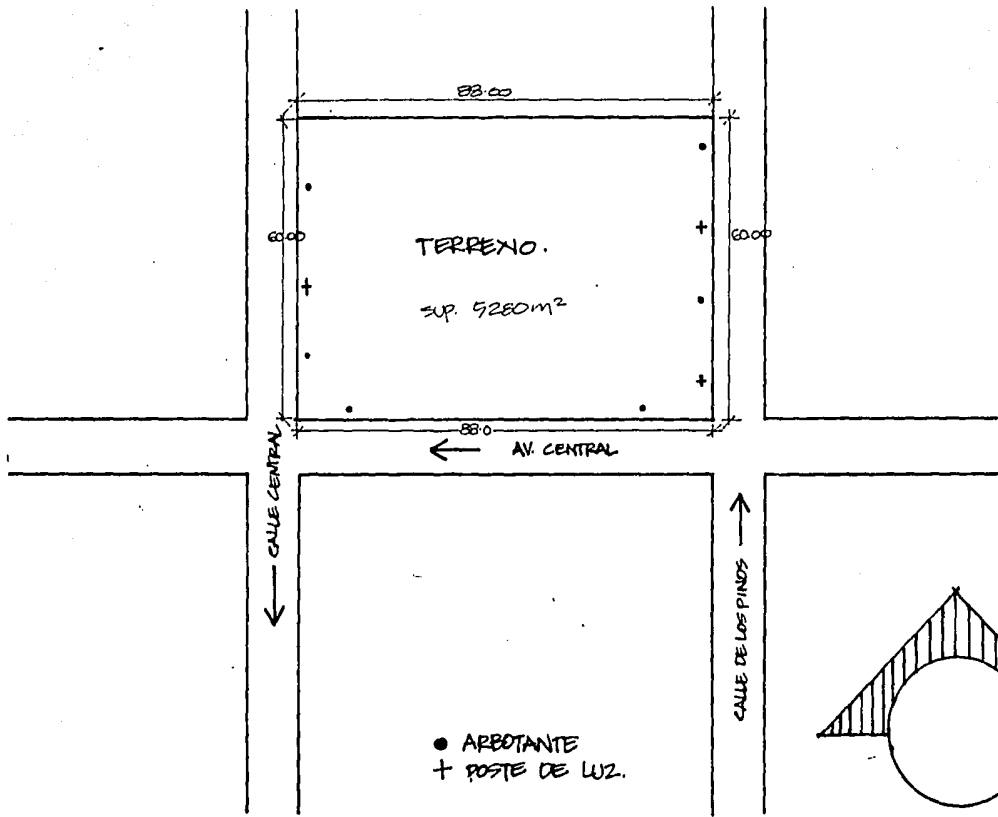 88.00
60.00
60.00
TERRENO.
SUP. 5280m²
88.0
← AV. CENTRAL
← CALLE CENTRAL
CALLE DE LOS PINOS →
● ARBOTANTE
+ POSTE DE LUZ.